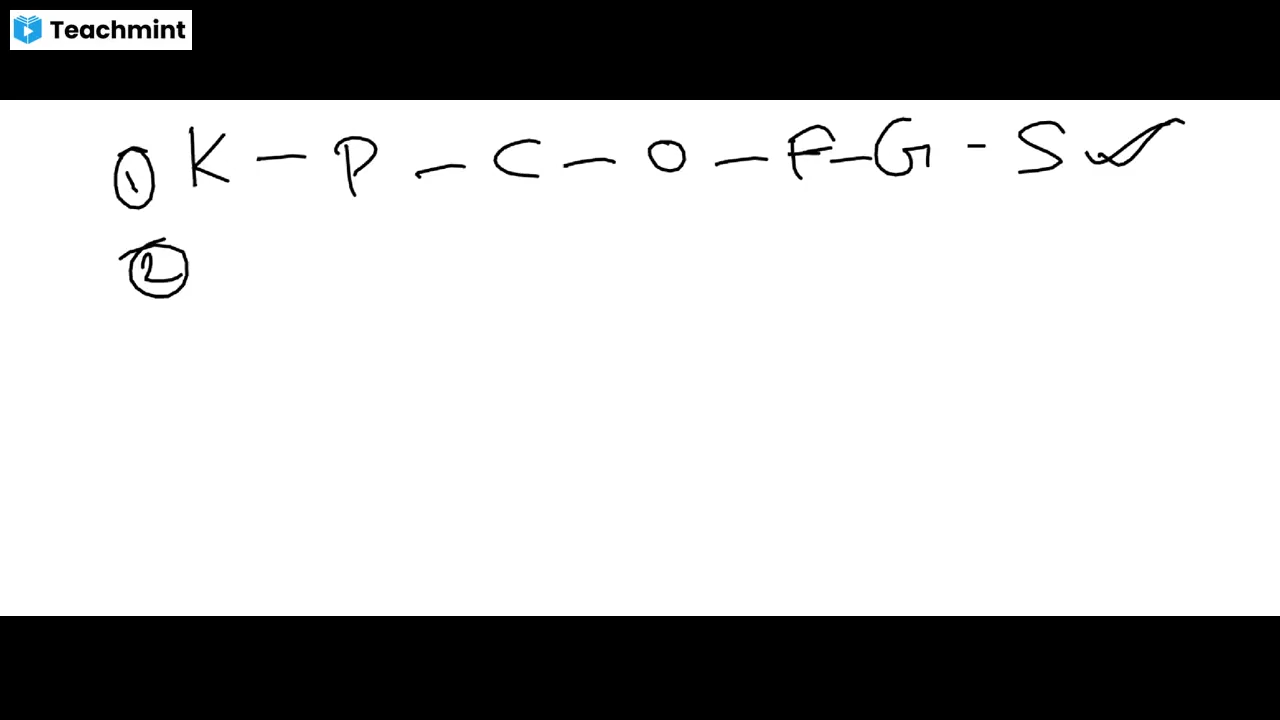 Teachmint
① K - P - C - O - F - G - S ✓
②